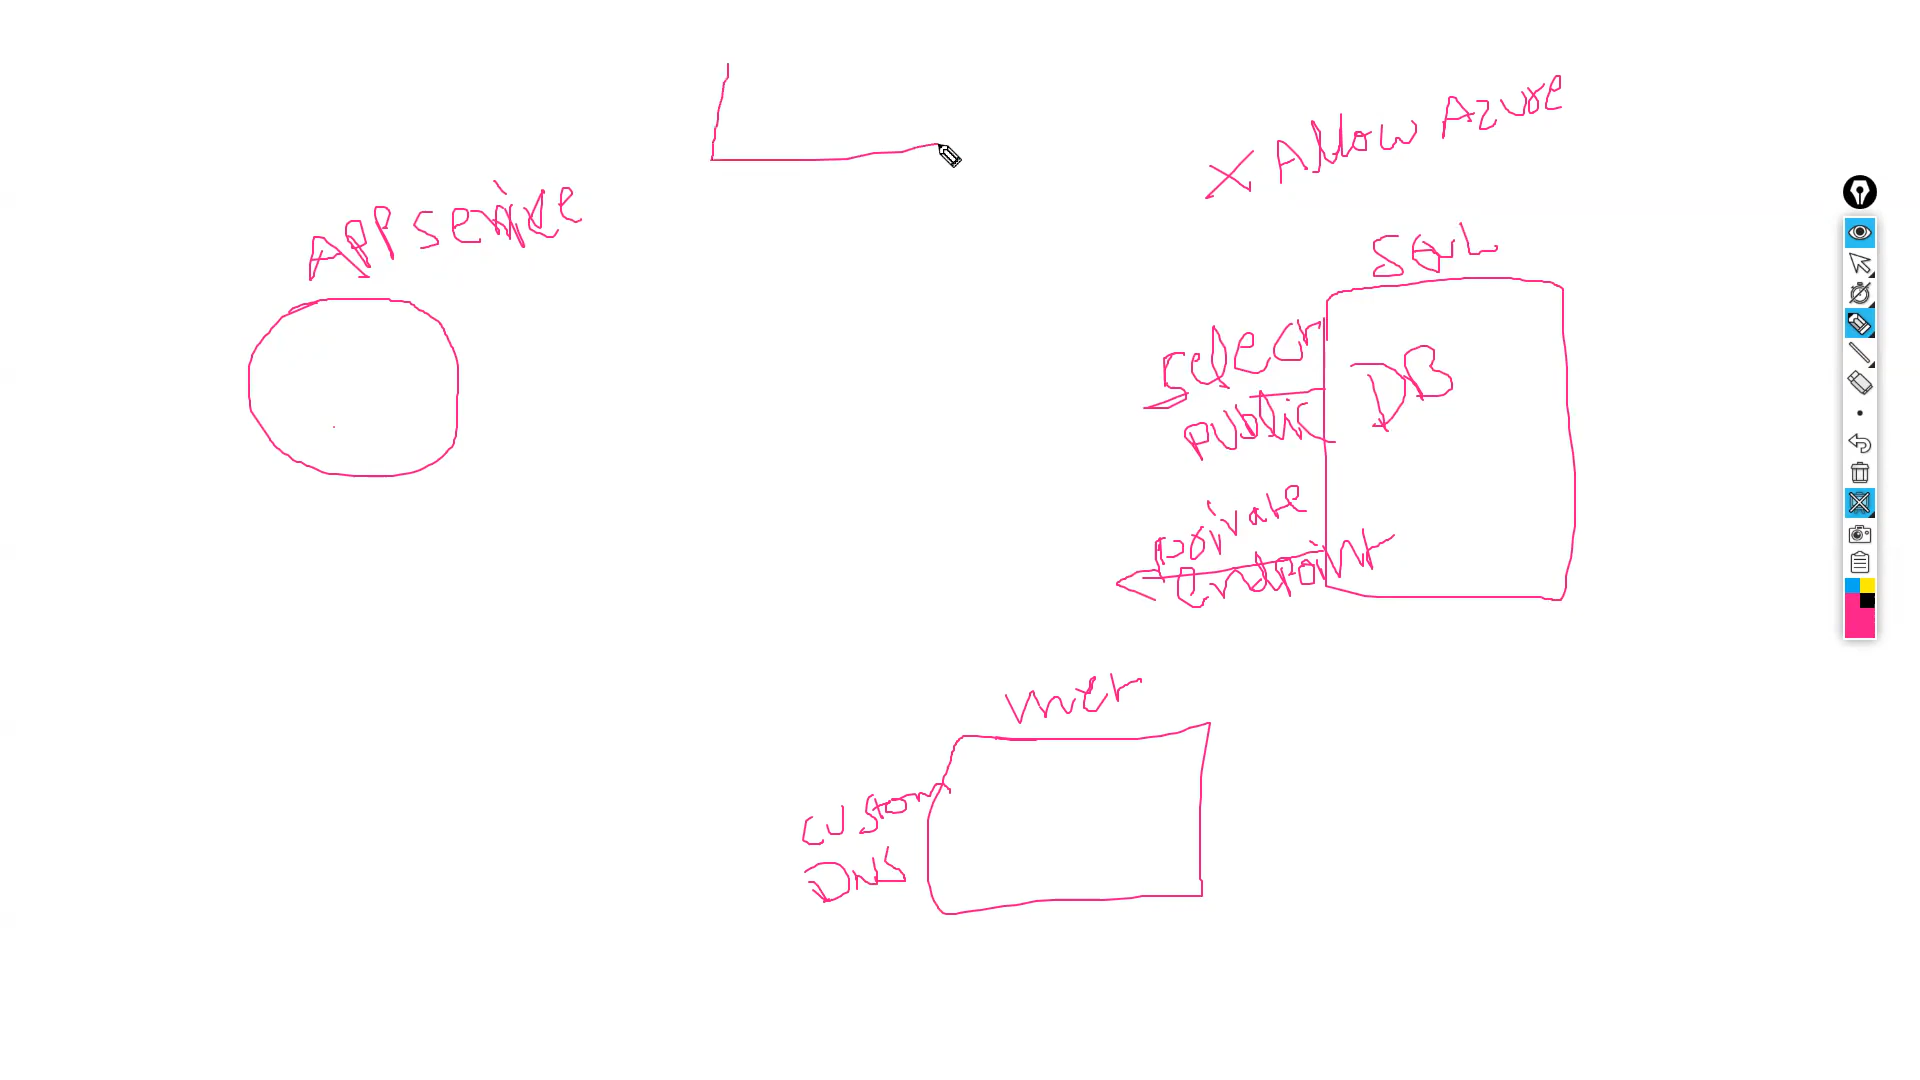 X Allow Azure
App service
SQL
select
public
DB
private
endpoint
vnet
custom
DNS